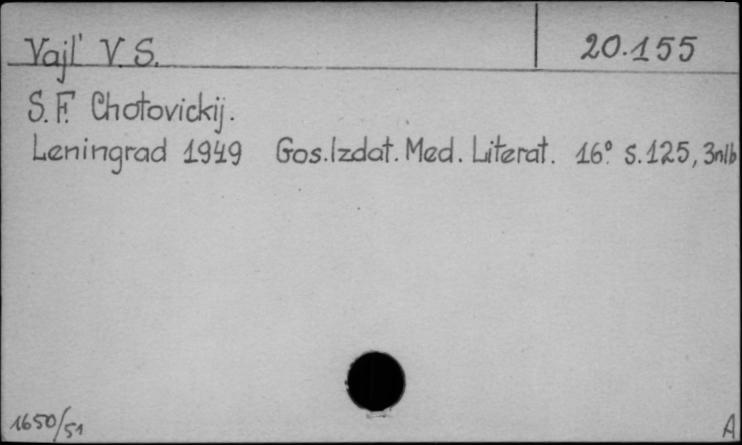 Vajl' V. S. 20.155
S. F. Chotovickij.
Leningrad 1949 Gos. Izdat. Med. Literat. 16° s. 125, 3nlb
1650/51 A